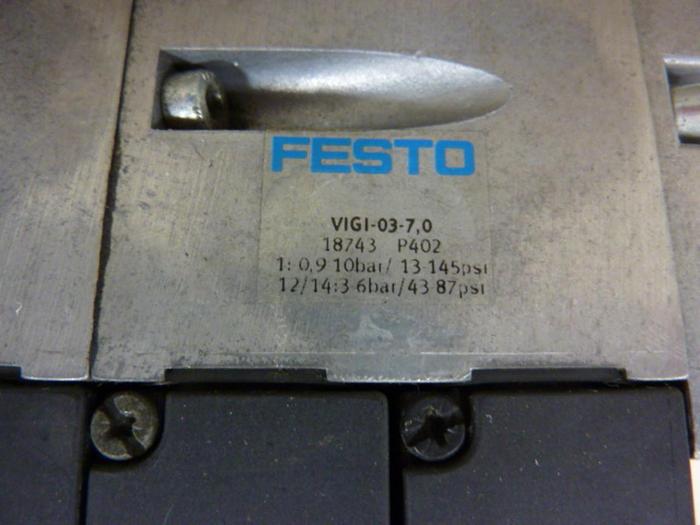 FESTO
VIGI-03-7,0
18743 P402
1: 0,9-10bar/ 13-145psi
12/14:3-6bar/43-87psi